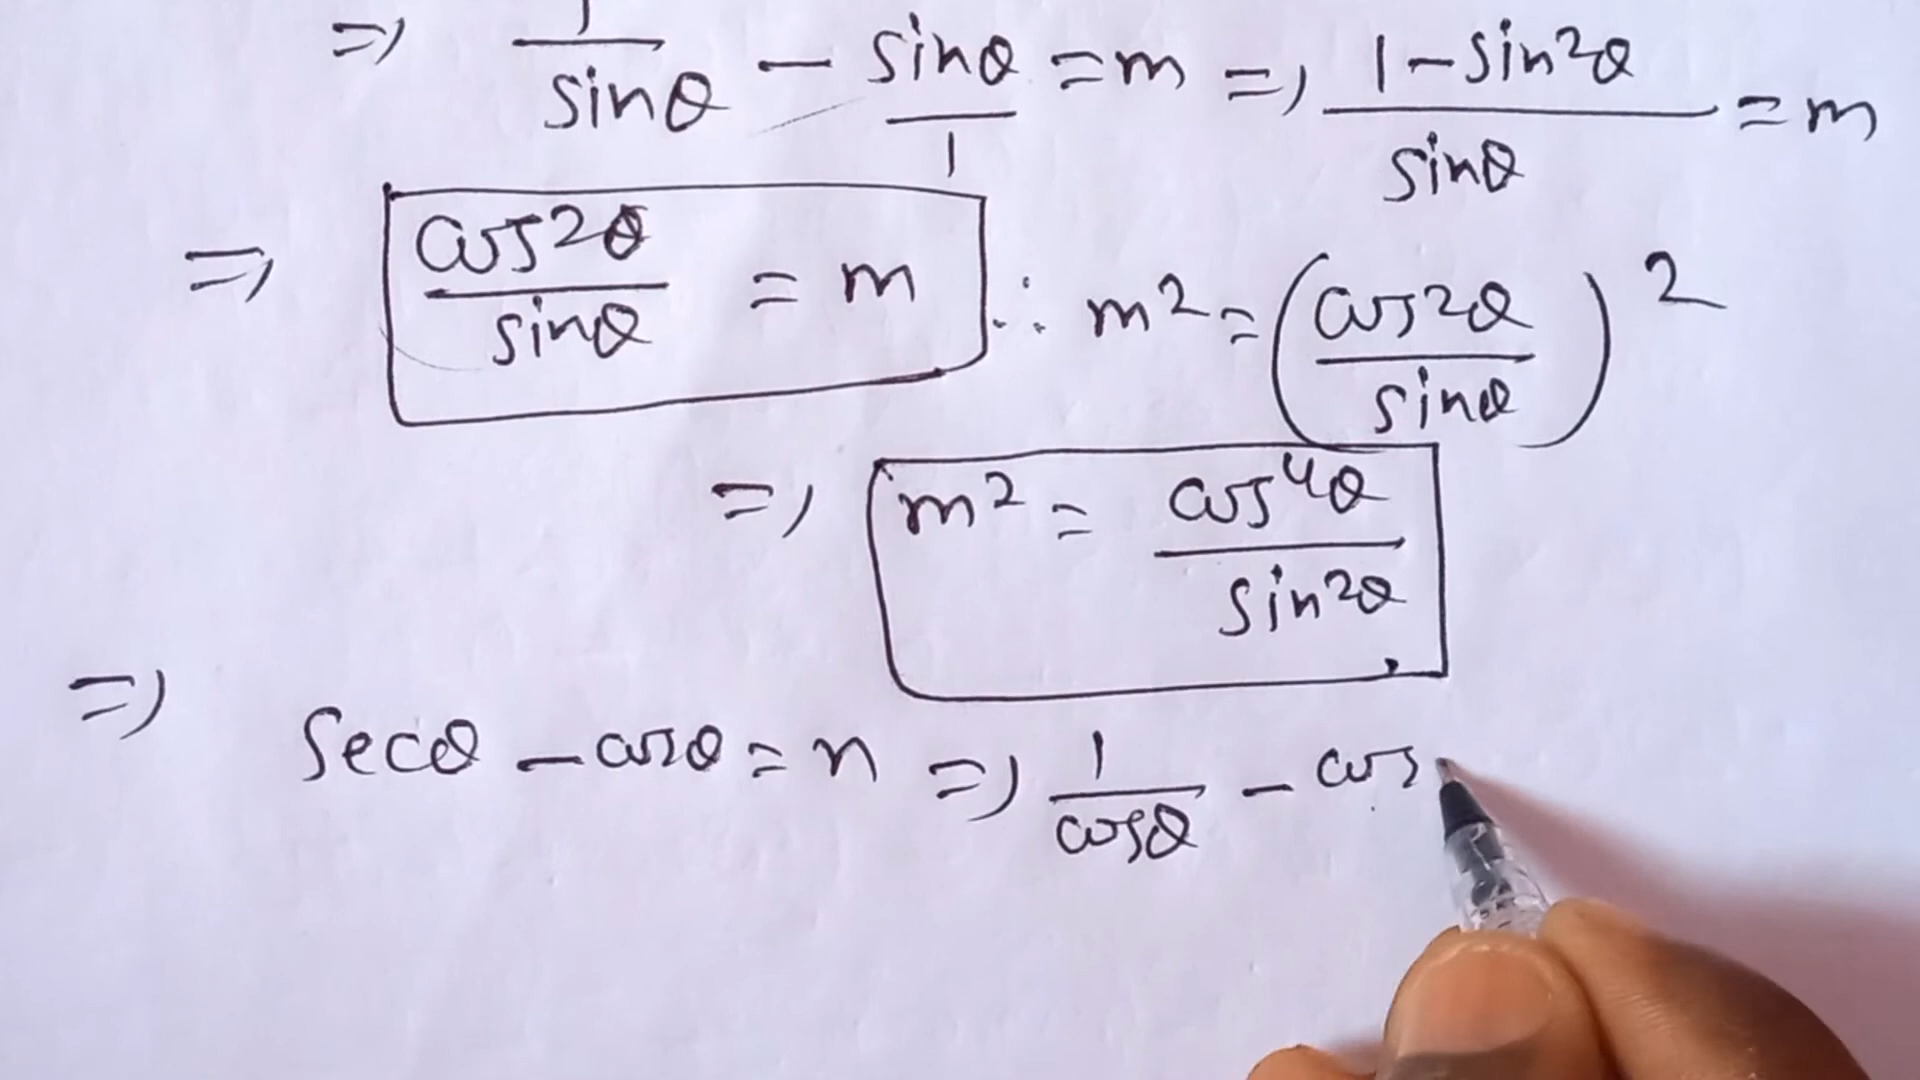 => 1/sinθ - sinθ/1 = m => 1-sin²θ/sinθ = m
=> cos²θ/sinθ = m ∴ m² = (cos²θ/sinθ)²
=> m² = cos⁴θ/sin²θ
=> secθ - cosθ = n => 1/cosθ - cos